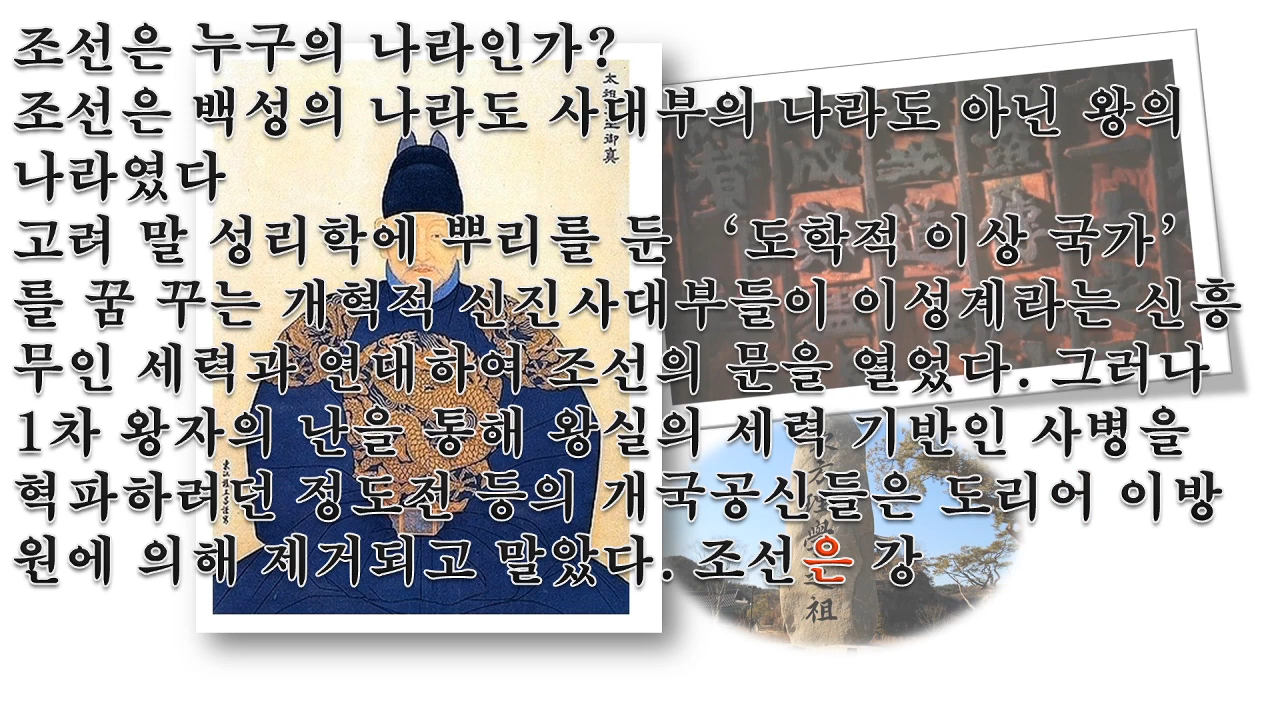 조선은 누구의 나라인가?
조선은 백성의 나라도 사대부의 나라도 아닌 왕의
나라였다
고려 말 성리학에 뿌리를 둔 ‘도학적 이상 국가’
를 꿈 꾸는 개혁적 신진사대부들이 이성계라는 신흥
무인 세력과 연대하여 조선의 문을 열었다. 그러나
1차 왕자의 난을 통해 왕실의 세력 기반인 사병을
혁파하려던 정도전 등의 개국공신들은 도리어 이방
원에 의해 제거되고 말았다. 조선은 강
太祖
王御真
祖